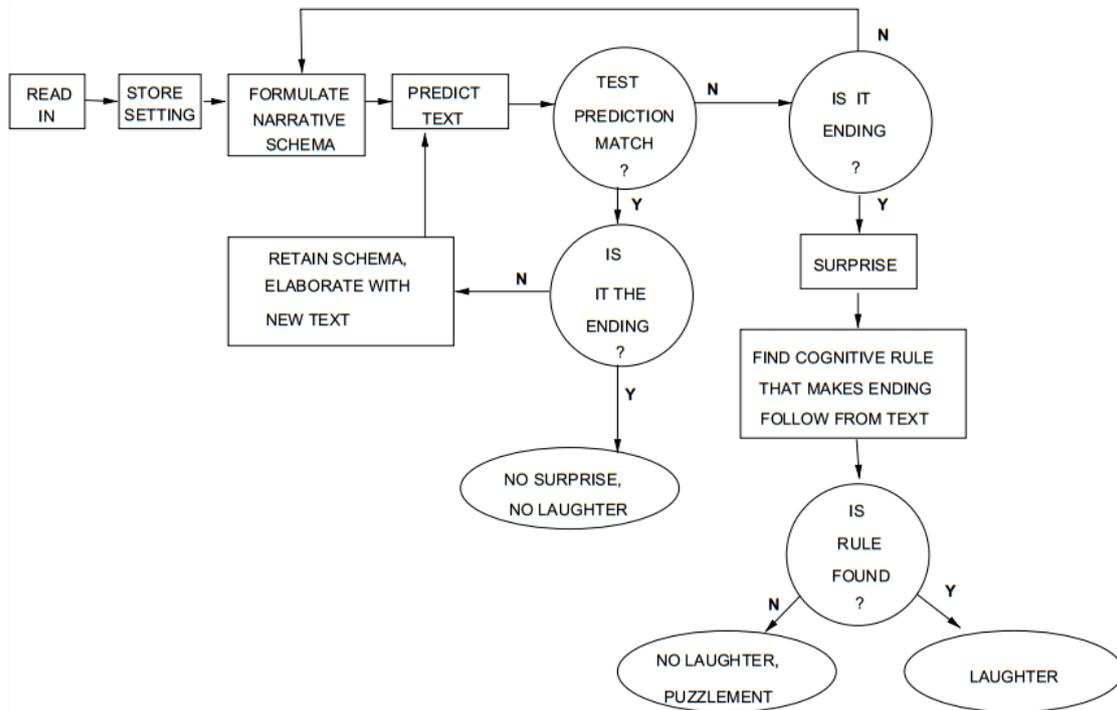 READ
IN
STORE
SETTING
FORMULATE
NARRATIVE
SCHEMA
PREDICT
TEXT
TEST
PREDICTION
MATCH
?
N
IS IT
ENDING
?
N
Y
Y
RETAIN SCHEMA,
ELABORATE WITH
NEW TEXT
N
IS
IT THE
ENDING
?
SURPRISE
Y
FIND COGNITIVE RULE
THAT MAKES ENDING
FOLLOW FROM TEXT
NO SURPRISE,
NO LAUGHTER
IS
RULE
FOUND
?
N
Y
NO LAUGHTER,
PUZZLEMENT
LAUGHTER